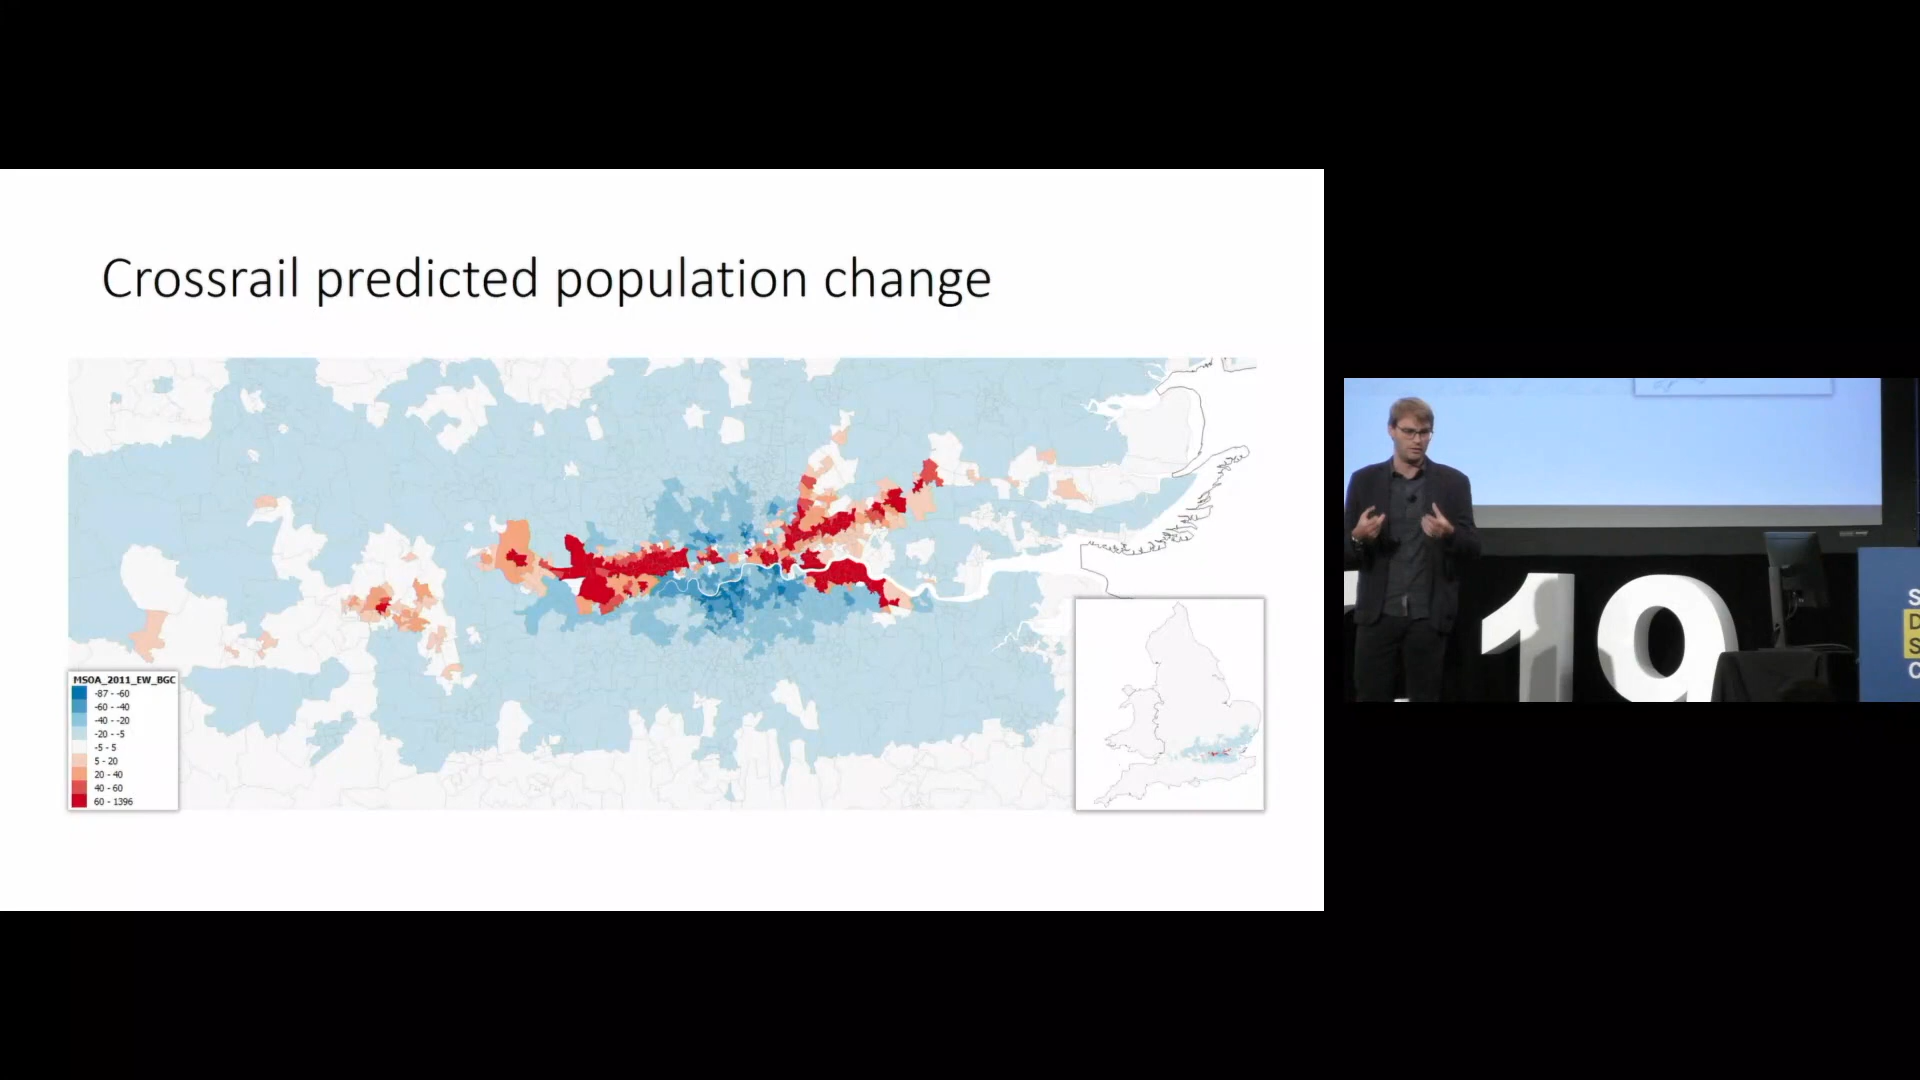 Crossrail predicted population change
MSOA_2011_EW_BGC
-87 - -60
-60 - -40
-40 - -20
-20 - -5
-5 - 5
5 - 20
20 - 40
40 - 60
60 - 1396
19
S
D
S
C